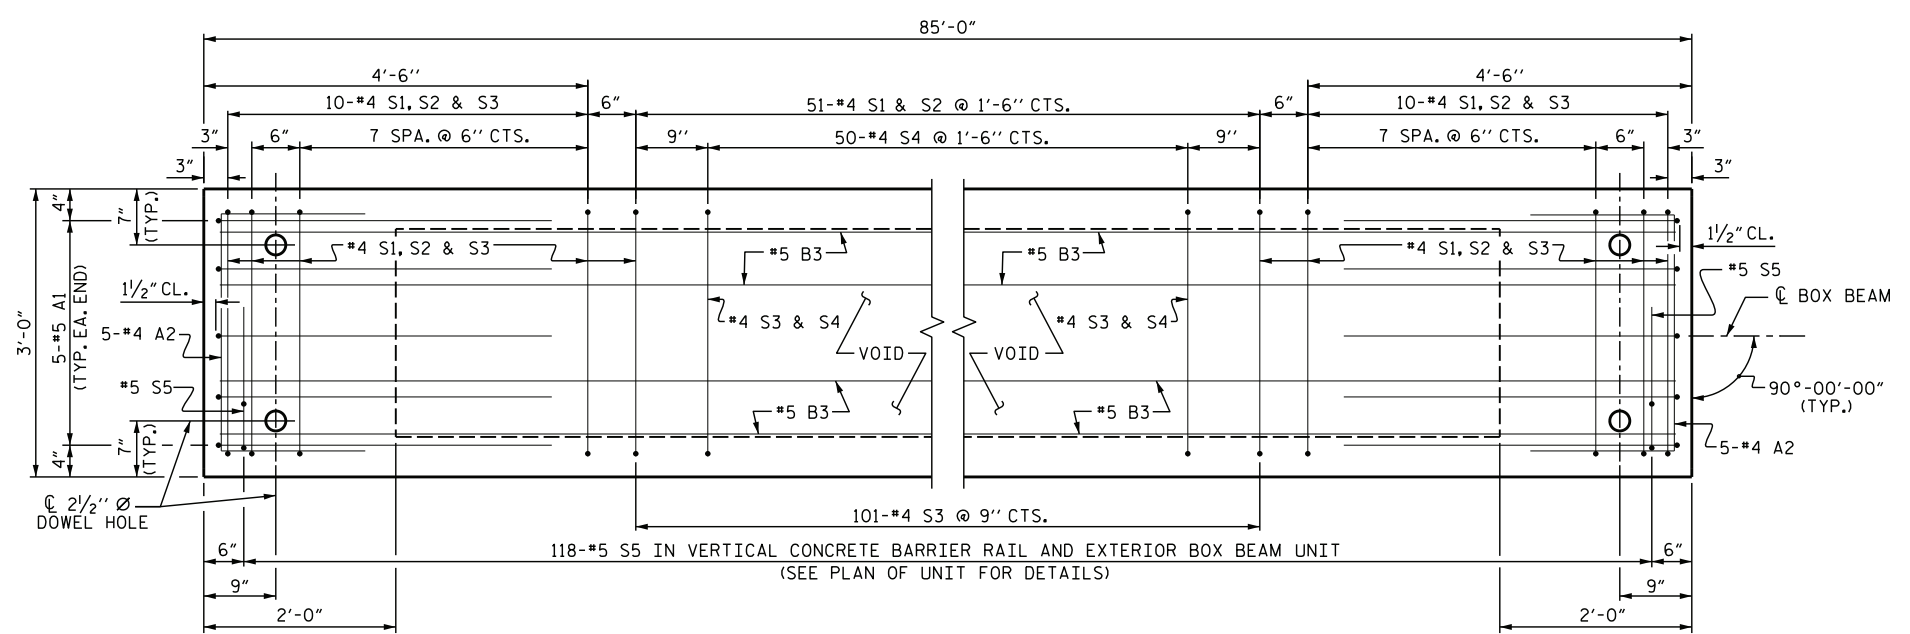 85'-0"
4'-6''
4'-6''
10-#4 S1, S2 & S3
6"
51-#4 S1 & S2 @ 1'-6'' CTS.
6"
10-#4 S1, S2 & S3
3"
6"
7 SPA. @ 6'' CTS.
9''
50-#4 S4 @ 1'-6'' CTS.
9''
7 SPA. @ 6'' CTS.
6"
3"
3"
3"
4"
7"
(TYP.)
#4 S1, S2 & S3
#5 B3
#5 B3
#4 S1, S2 & S3
1½" CL.
#5 S5
℄ BOX BEAM
1½" CL.
3'-0"
5-#5 A1
(TYP. EA. END)
#4 S3 & S4
#4 S3 & S4
5-#4 A2
VOID
VOID
#5 S5
90°-00'-00"
(TYP.)
#5 B3
#5 B3
5-#4 A2
4"
7"
(TYP.)
℄ 2½'' Ø
DOWEL HOLE
101-#4 S3 @ 9'' CTS.
6"
118-#5 S5 IN VERTICAL CONCRETE BARRIER RAIL AND EXTERIOR BOX BEAM UNIT
6"
(SEE PLAN OF UNIT FOR DETAILS)
9"
9"
2'-0"
2'-0"